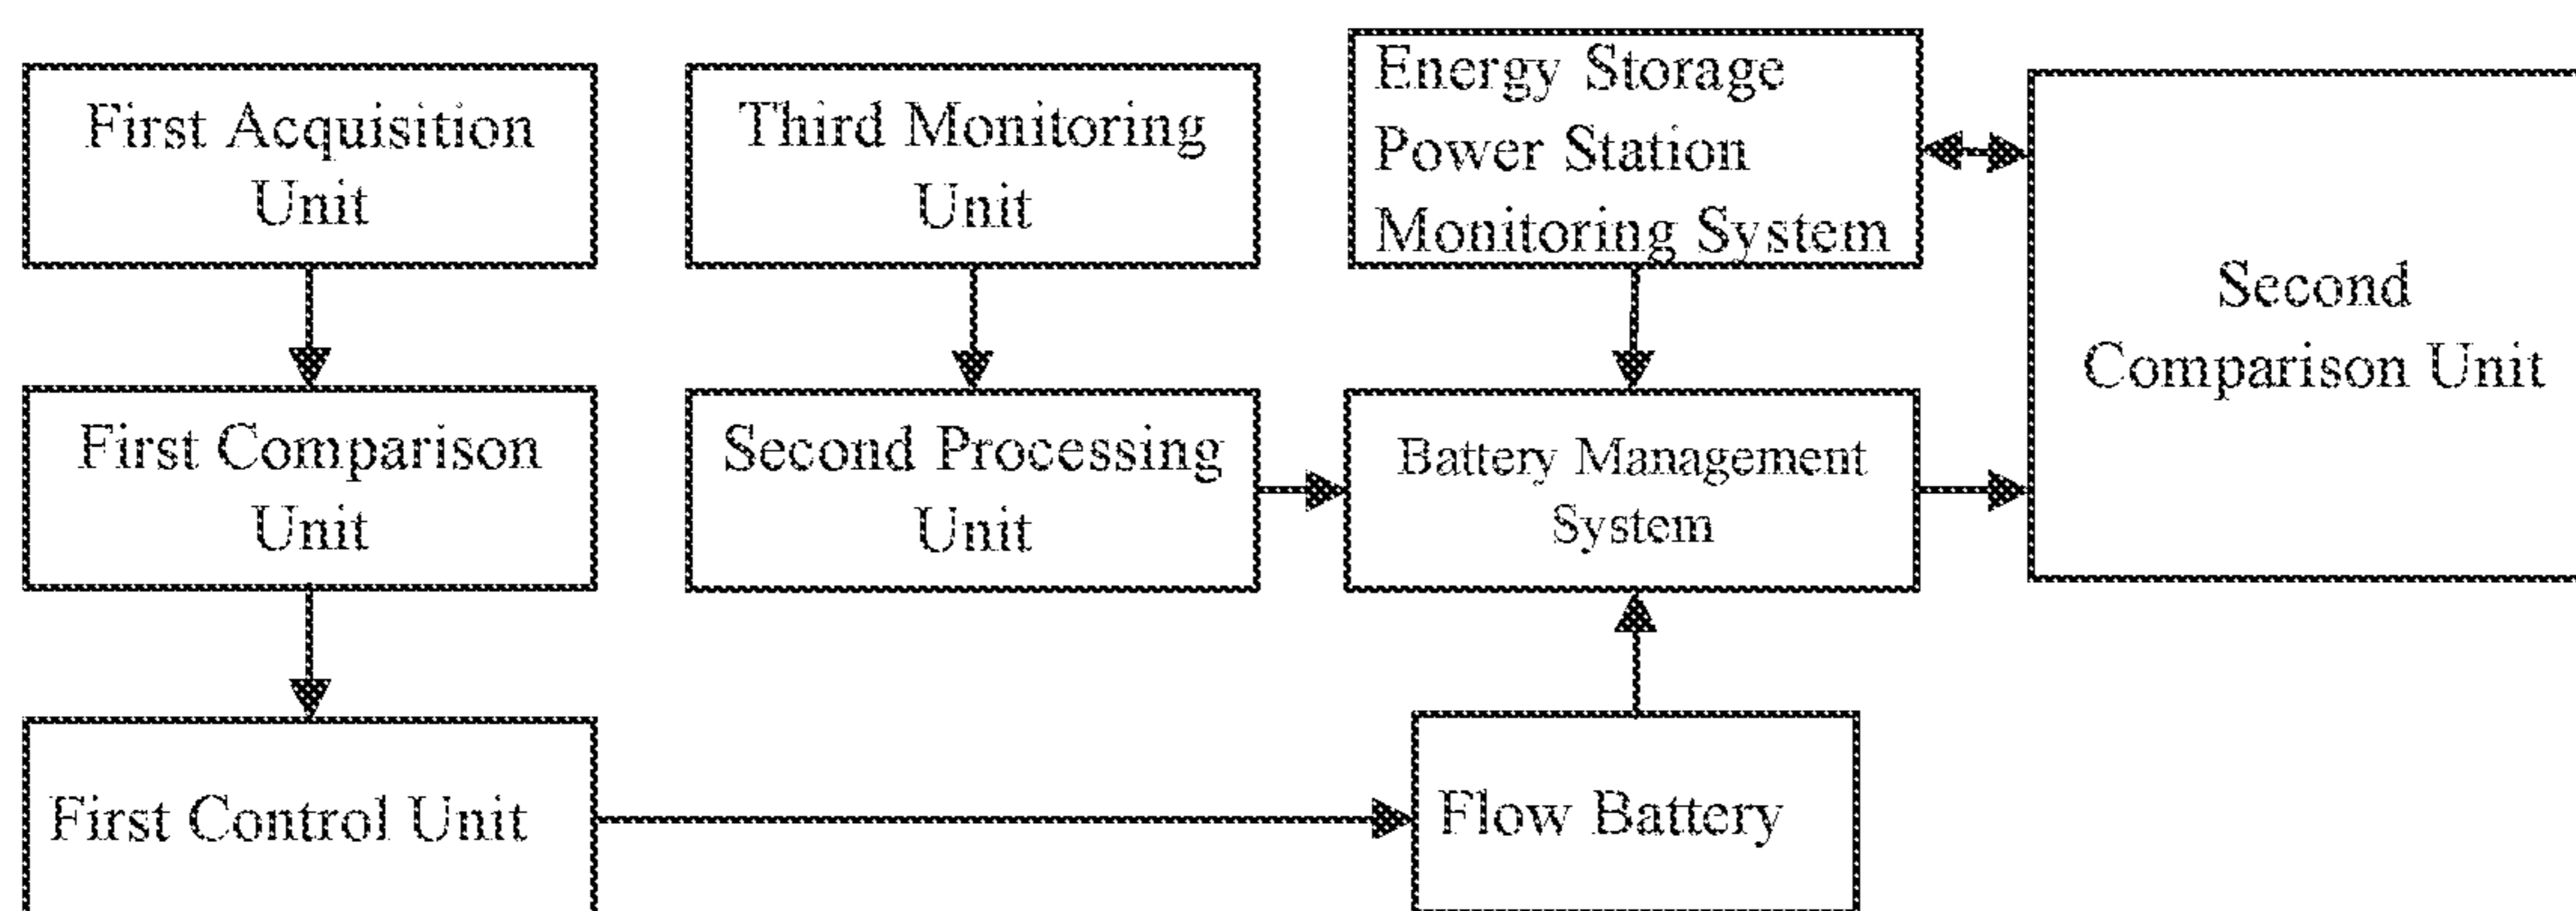 First Acquisition
Unit
Third Monitoring
Unit
Energy Storage
Power Station
Monitoring System
Second
Comparison Unit
First Comparison
Unit
Second Processing
Unit
Battery Management
System
First Control Unit
Flow Battery